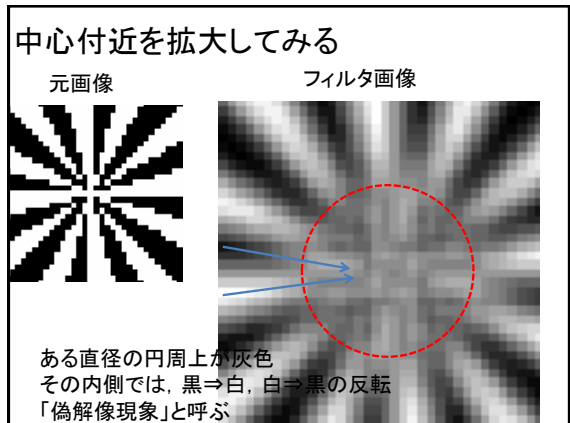 中心付近を拡大してみる
元画像
フィルタ画像
ある直径の円周上が灰色
その内側では, 黒⇒白, 白⇒黒の反転
「偽解像現象」と呼ぶ